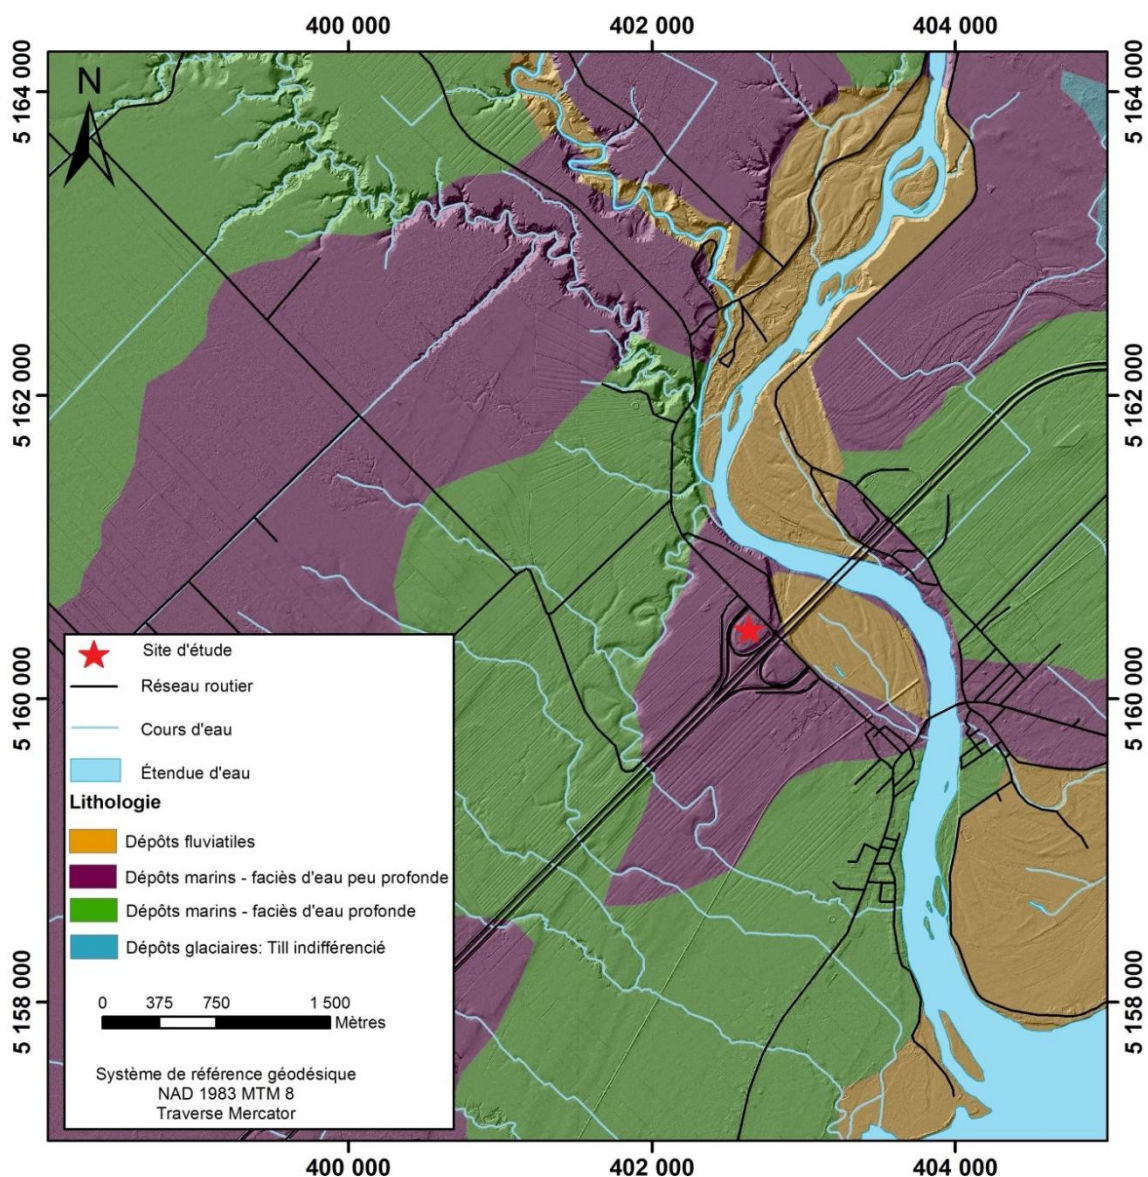 400 000 402 000 404 000
5 164 000 5 164 000
N
5 162 000 5 162 000
5 160 000 5 160 000
5 158 000 5 158 000
Site d'étude
Réseau routier
Cours d'eau
Étendue d'eau
Lithologie
Dépôts fluviatiles
Dépôts marins - faciès d'eau peu profonde
Dépôts marins - faciès d'eau profonde
Dépôts glaciaires: Till indifférencié
0 375 750 1 500
Mètres
Système de référence géodésique
NAD 1983 MTM 8
Traverse Mercator
400 000 402 000 404 000